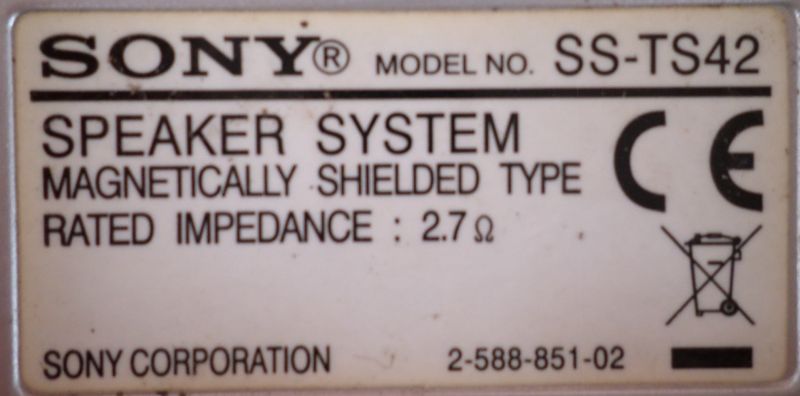 SONY® MODEL NO. SS-TS42
SPEAKER SYSTEM
MAGNETICALLY SHIELDED TYPE
RATED IMPEDANCE : 2.7 Ω
CE
SONY CORPORATION 2-588-851-02